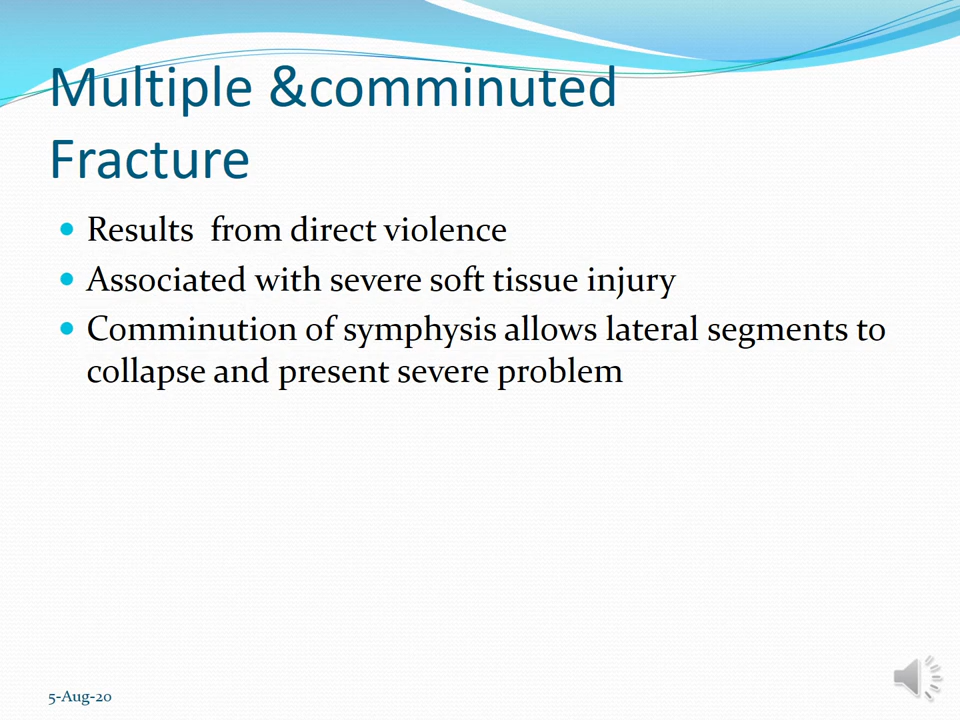 Multiple &comminuted
Fracture
Results  from direct violence
Associated with severe soft tissue injury
Comminution of symphysis allows lateral segments to
collapse and present severe problem
5-Aug-20